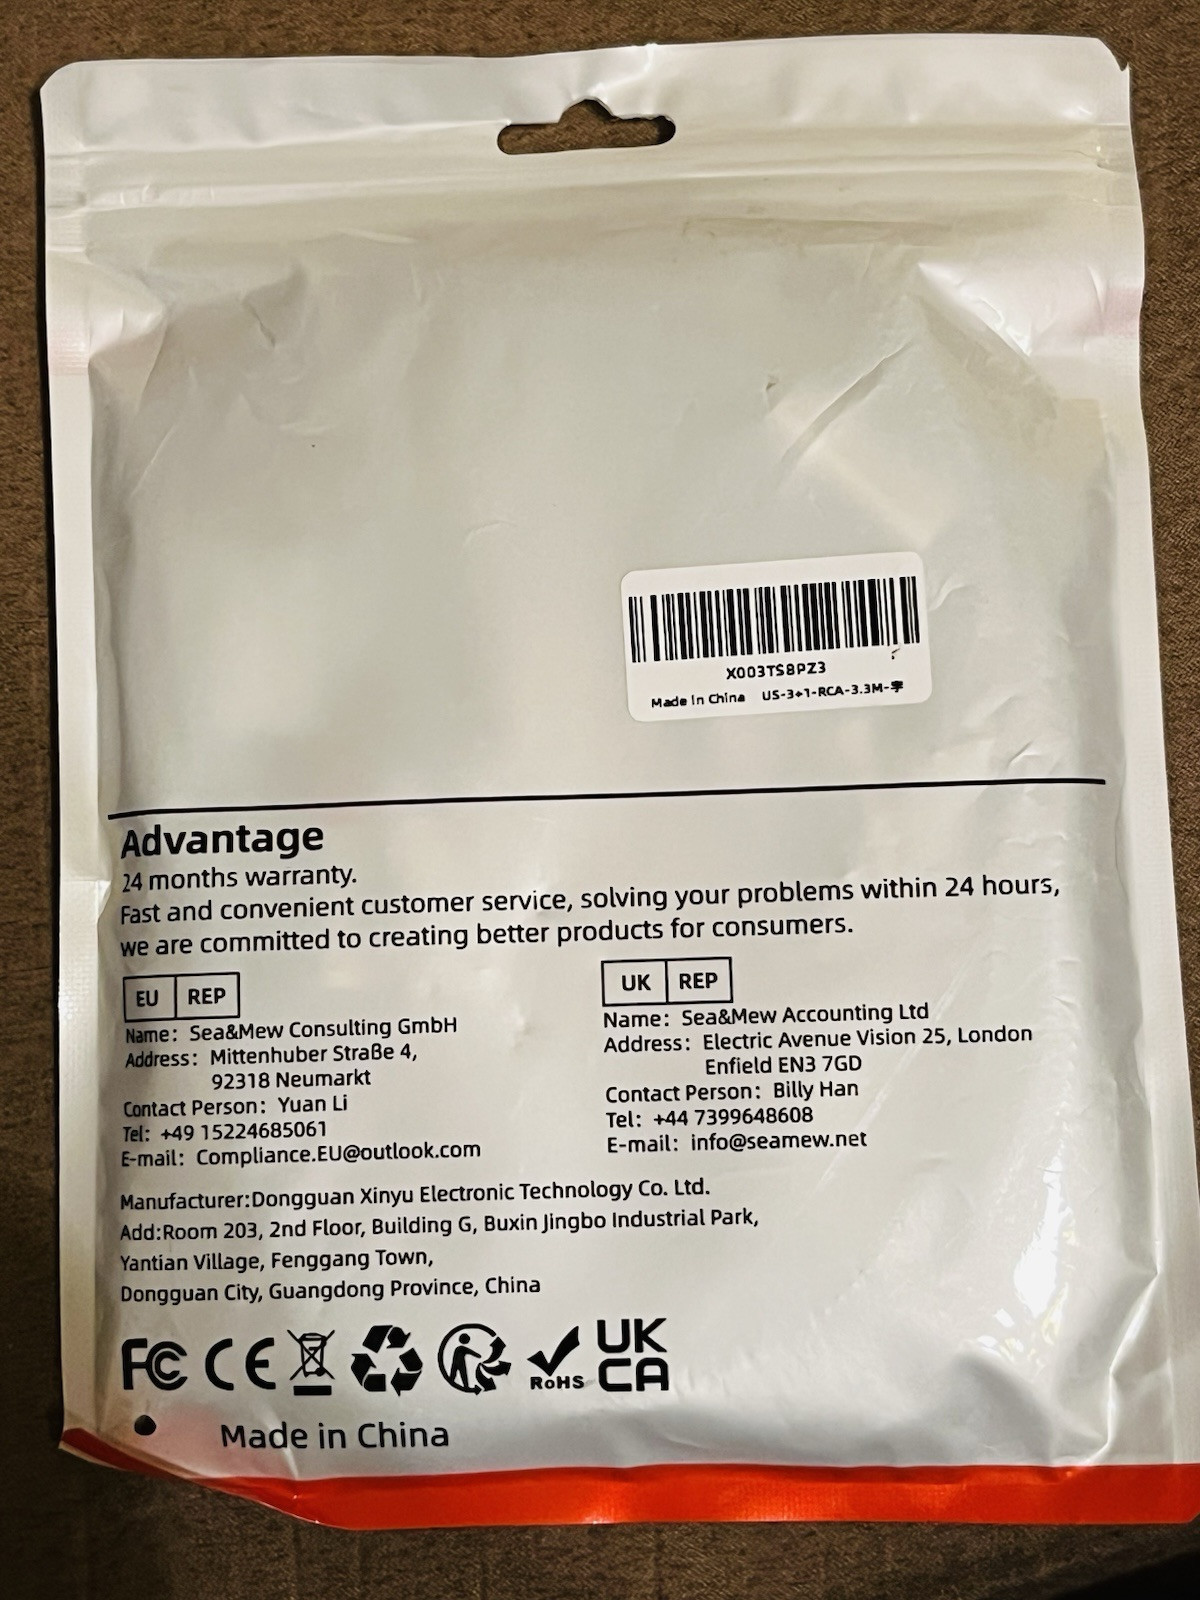 X003TS8PZ3
Made In China US-3+1-RCA-3.3M-
Advantage
24 months warranty.
Fast and convenient customer service, solving your problems within 24 hours,
we are committed to creating better products for consumers.
EU REP
Name: Sea&Mew Consulting GmbH
Address: Mittenhuber Straße 4,
92318 Neumarkt
Contact Person: Yuan Li
Tel: +49 15224685061
E-mail: Compliance.EU@outlook.com
UK REP
Name: Sea&Mew Accounting Ltd
Address: Electric Avenue Vision 25, London
Enfield EN3 7GD
Contact Person: Billy Han
Tel: +44 7399648608
E-mail: info@seamew.net
Manufacturer:Dongguan Xinyu Electronic Technology Co. Ltd.
Add:Room 203, 2nd Floor, Building G, Buxin Jingbo Industrial Park,
Yantian Village, Fenggang Town,
Dongguan City, Guangdong Province, China
FC CE RoHS UK CA
Made in China